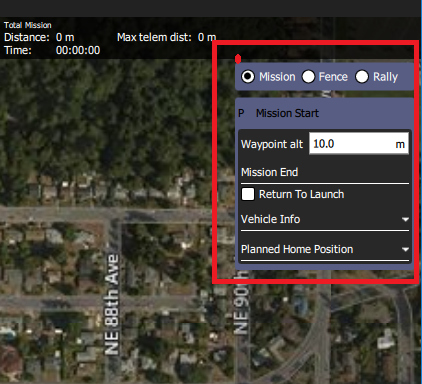 Total Mission
Distance: 0 m Max telem dist: 0 m
Time: 00:00:00
Mission Fence Rally
P Mission Start
Waypoint alt 10.0 m
Mission End
Return To Launch
Vehicle Info
Planned Home Position
NE 88th Ave
NE 90th